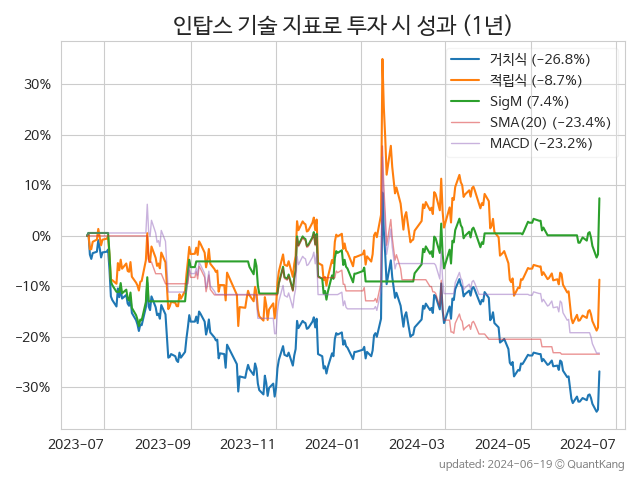 인탑스 기술 지표로 투자 시 성과 (1년)
거치식 (−26.8%)
적립식 (−8.7%)
SigM (7.4%)
SMA(20) (−23.4%)
MACD (−23.2%)
30%
20%
10%
0%
−10%
−20%
−30%
2023-07 2023-09 2023-11 2024-01 2024-03 2024-05 2024-07
updated: 2024-06-19 © QuantKang